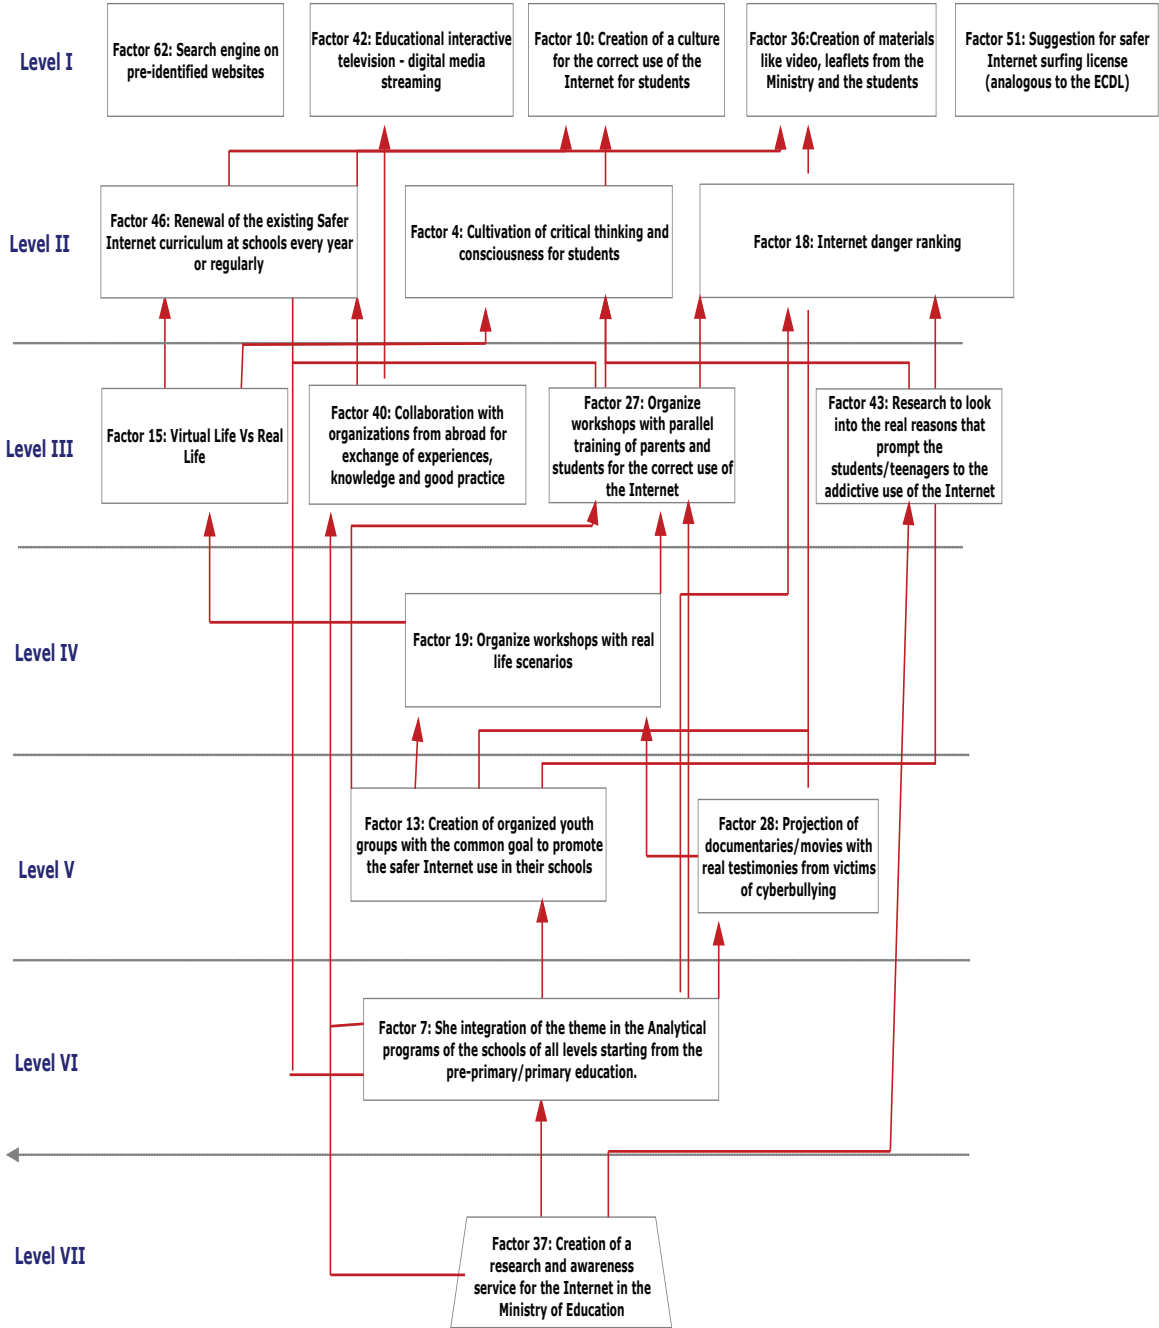 Level I
Factor 62: Search engine on
pre-identified websites
Factor 42: Educational interactive
television - digital media
streaming
Factor 10: Creation of a culture
for the correct use of the
Internet for students
Factor 36:Creation of materials
like video, leaflets from the
Ministry and the students
Factor 51: Suggestion for safer
Internet surfing license
(analogous to the ECDL)
Level II
Factor 46: Renewal of the existing Safer
Internet curriculum at schools every year
or regularly
Factor 4: Cultivation of critical thinking and
consciousness for students
Factor 18: Internet danger ranking
Level III
Factor 15: Virtual Life Vs Real
Life
Factor 40: Collaboration with
organizations from abroad for
exchange of experiences,
knowledge and good practice
Factor 27: Organize
workshops with parallel
training of parents and
students for the correct use of
the Internet
Factor 43: Research to look
into the real reasons that
prompt the
students/teenagers to the
addictive use of the Internet
Level IV
Factor 19: Organize workshops with real
life scenarios
Level V
Factor 13: Creation of organized youth
groups with the common goal to promote
the safer Internet use in their schools
Factor 28: Projection of
documentaries/movies with
real testimonies from victims
of cyberbullying
Level VI
Factor 7: She integration of the theme in the Analytical
programs of the schools of all levels starting from the
pre-primary/primary education.
Level VII
Factor 37: Creation of a
research and awareness
service for the Internet in the
Ministry of Education